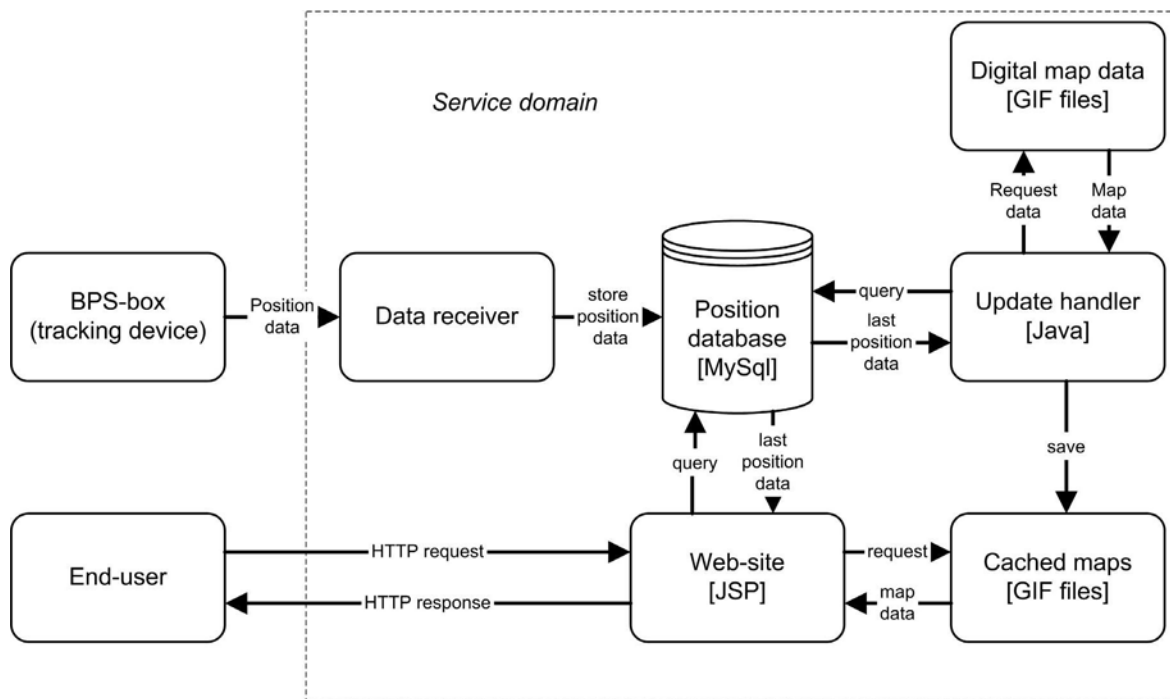 Service domain
Digital map data
[GIF files]
Request
data
Map
data
BPS-box
(tracking device)
Position
data
Data receiver
store
position
data
Position
database
[MySql]
query
last
position
data
Update handler
[Java]
query
last
position
data
save
End-user
HTTP request
HTTP response
Web-site
[JSP]
request
map
data
Cached maps
[GIF files]